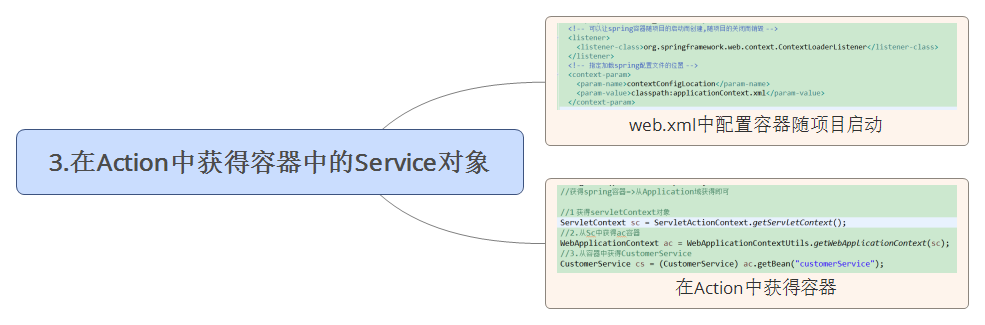 3.在Action中获得容器中的Service对象
<!-- 可以让spring容器随项目的启动而创建,随项目的关闭而销毁 -->
<listener>
<listener-class>org.springframework.web.context.ContextLoaderListener</listener-class>
</listener>
<!-- 指定加载spring配置文件的位置 -->
<context-param>
<param-name>contextConfigLocation</param-name>
<param-value>classpath:applicationContext.xml</param-value>
</context-param>
web.xml中配置容器随项目启动
//获得spring容器=>从Application域获得即可
//1 获得servletContext对象
ServletContext sc = ServletActionContext.getServletContext();
//2.从Sc中获得ac容器
WebApplicationContext ac = WebApplicationContextUtils.getWebApplicationContext(sc);
//3.从容器中获得CustomerService
CustomerService cs = (CustomerService) ac.getBean("customerService");
在Action中获得容器